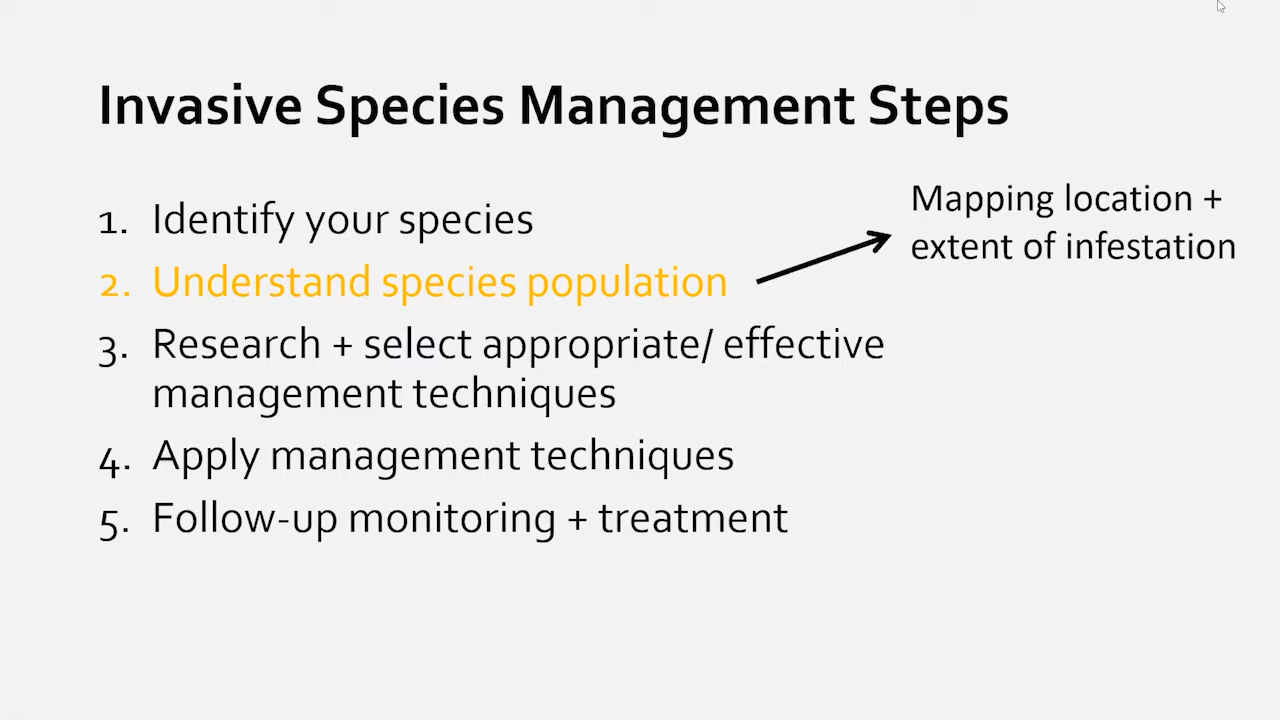 Invasive Species Management Steps
1. Identify your species
2. Understand species population
Mapping location +
extent of infestation
3. Research + select appropriate/ effective
management techniques
4. Apply management techniques
5. Follow-up monitoring + treatment